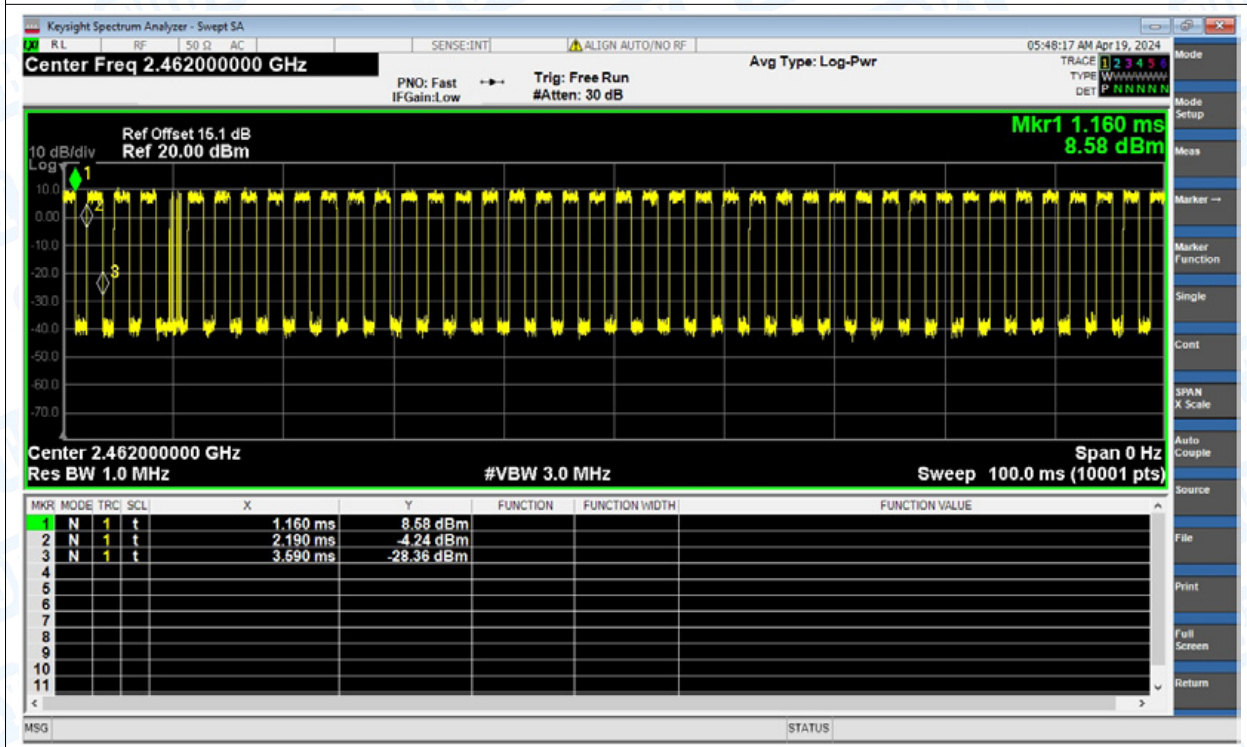 Keysight Spectrum Analyzer - Swept SA
LXI RL RF 50 Ω AC SENSE:INT ALIGN AUTO/NO RF 05:48:17 AM Apr 19, 2024
Center Freq 2.462000000 GHz
PNO: Fast
IFGain:Low
Trig: Free Run
#Atten: 30 dB
Avg Type: Log-Pwr
TRACE 1 2 3 4 5 6
TYPE WWWWWW
DET P N N N N N
Mkr1 1.160 ms
8.58 dBm
Ref Offset 15.1 dB
10 dB/div Ref 20.00 dBm
Log
1
10.0
2
0.00
-10.0
3
-20.0
-30.0
-40.0
-50.0
-60.0
-70.0
Center 2.462000000 GHz Span 0 Hz
Res BW 1.0 MHz #VBW 3.0 MHz Sweep 100.0 ms (10001 pts)
MKR MODE TRC SCL X Y FUNCTION FUNCTION WIDTH FUNCTION VALUE
1 N 1 t 1.160 ms 8.58 dBm
2 N 1 t 2.190 ms -4.24 dBm
3 N 1 t 3.590 ms -28.36 dBm
4
5
6
7
8
9
10
11
MSG STATUS
Mode
Mode
Setup
Meas
Marker →
Marker
Function
Single
Cont
SPAN
X Scale
Auto
Couple
Source
File
Print
Full
Screen
Return